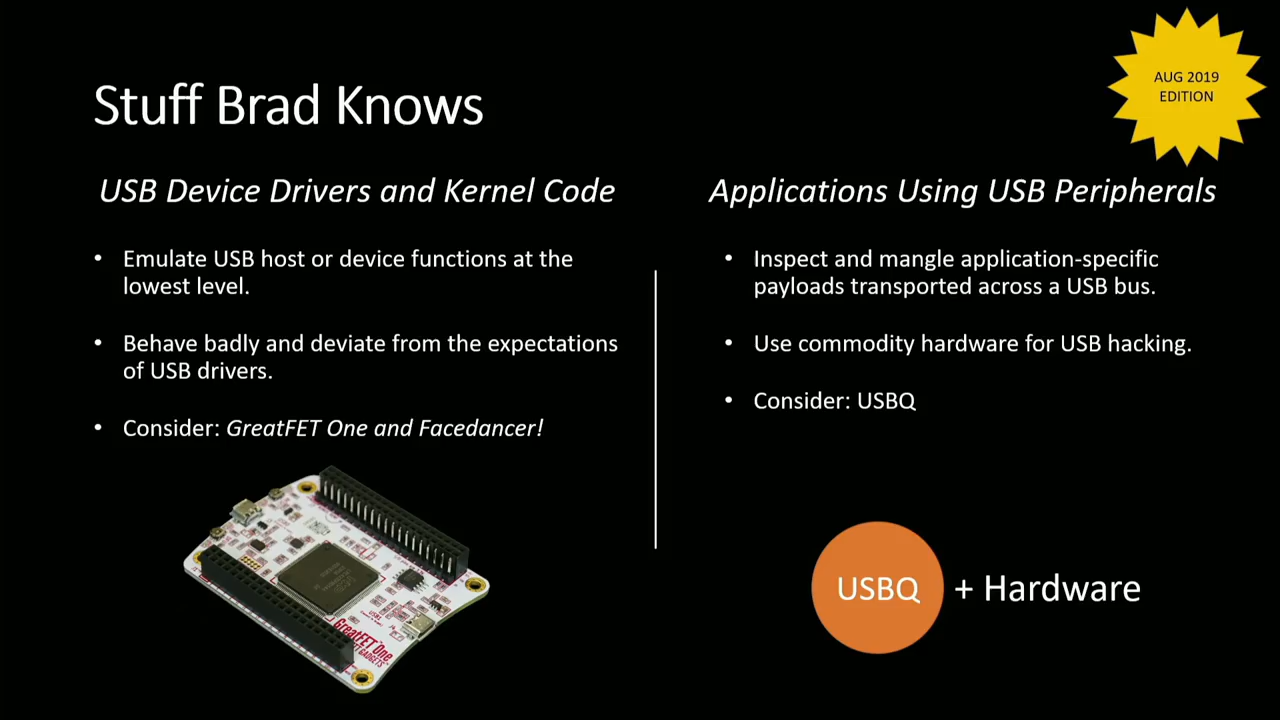 AUG 2019
EDITION
Stuff Brad Knows
USB Device Drivers and Kernel Code
• Emulate USB host or device functions at the
lowest level.
• Behave badly and deviate from the expectations
of USB drivers.
• Consider: GreatFET One and Facedancer!
GreatFET One
Applications Using USB Peripherals
• Inspect and mangle application-specific
payloads transported across a USB bus.
• Use commodity hardware for USB hacking.
• Consider: USBQ
USBQ + Hardware